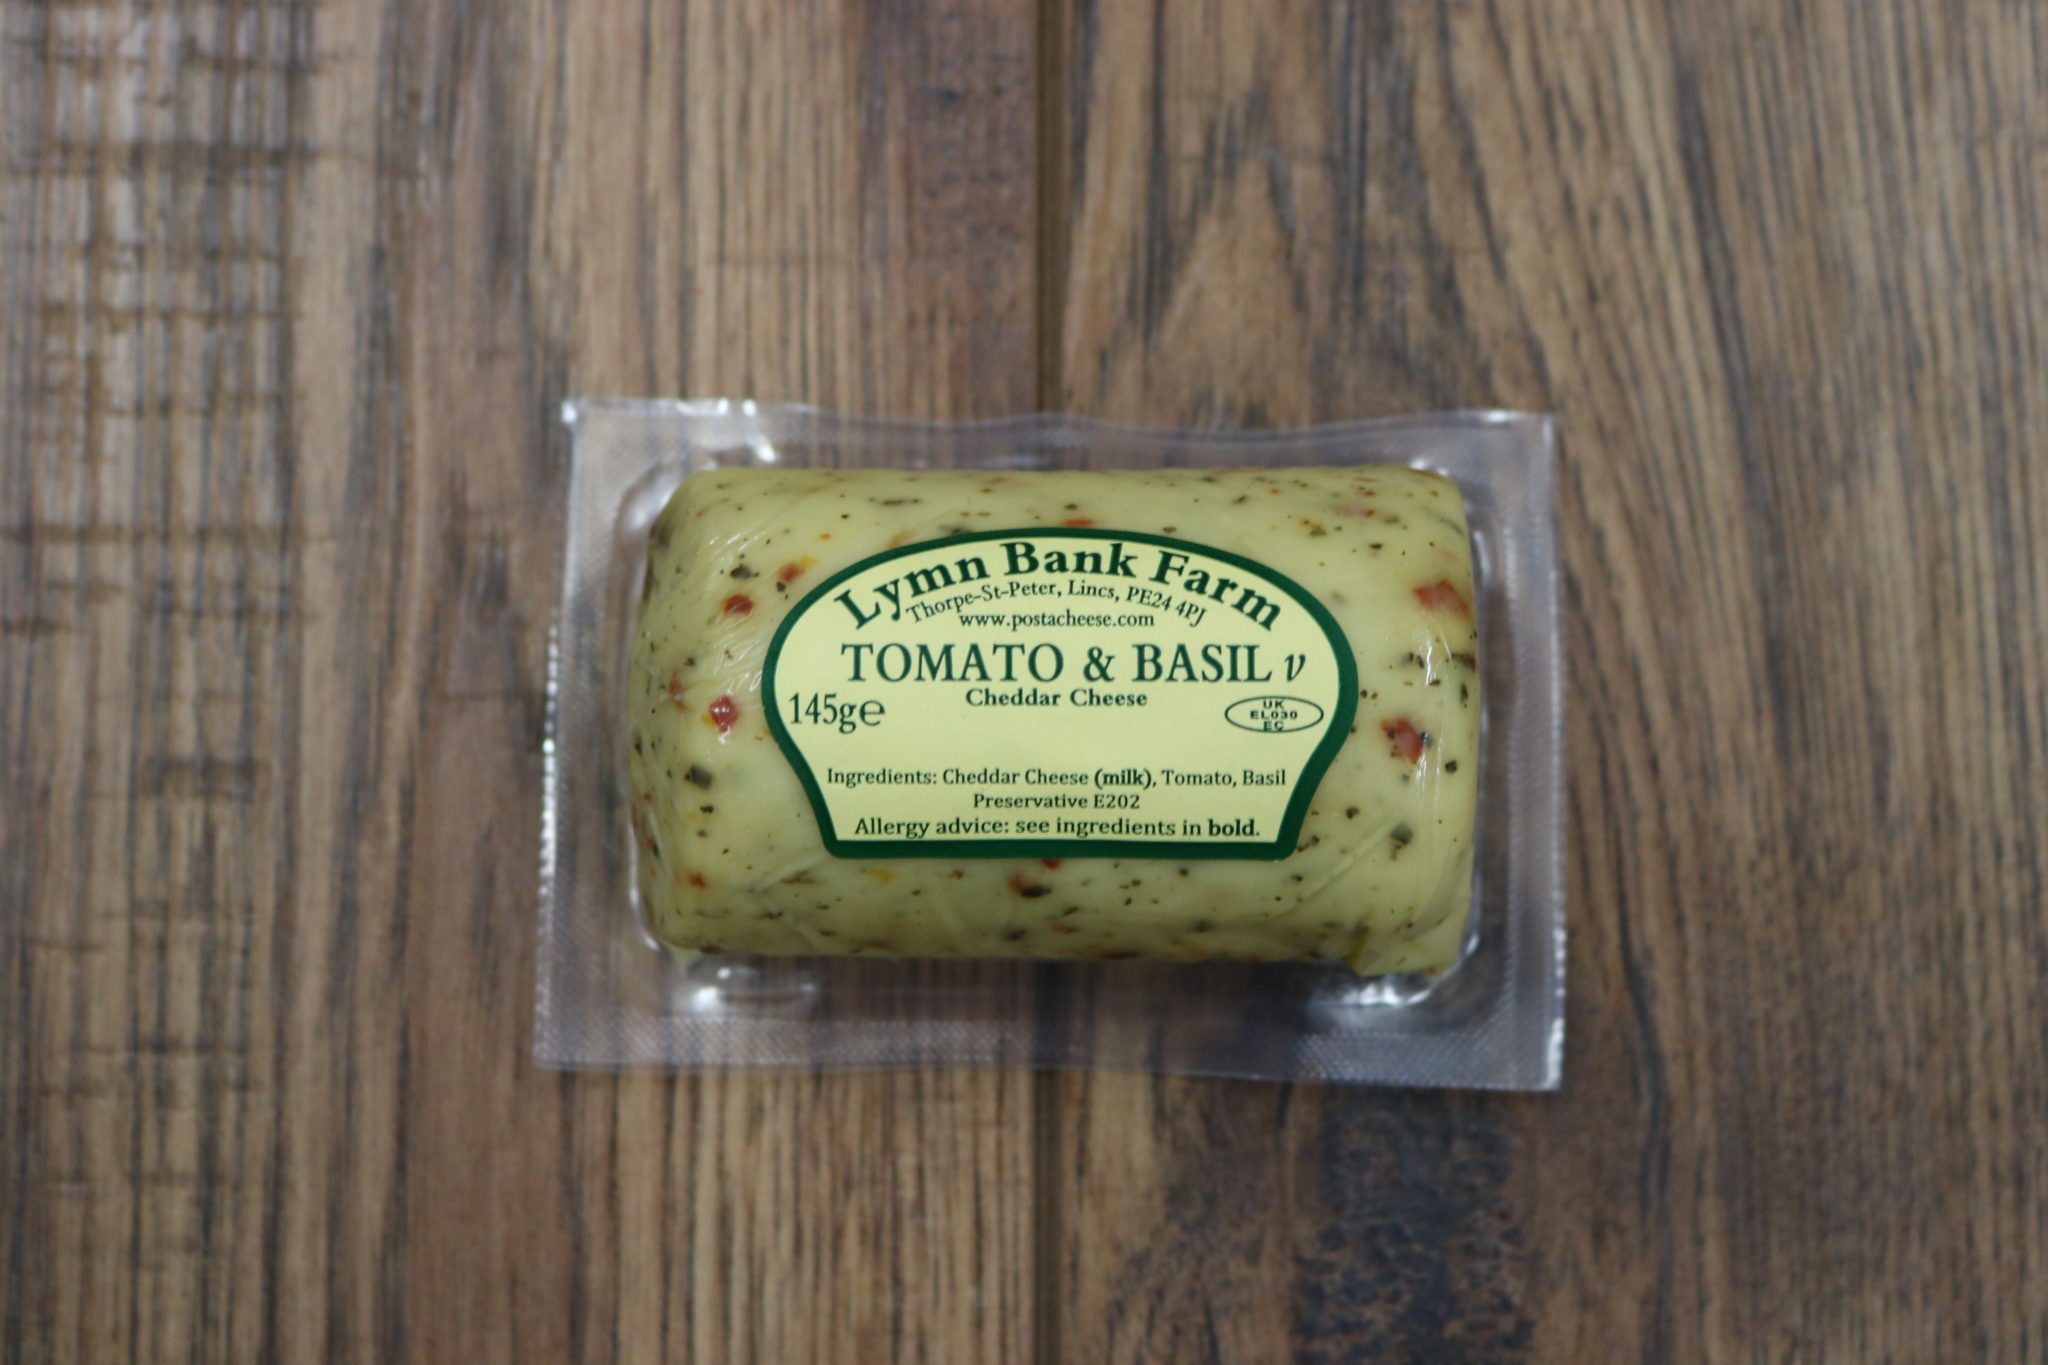 Lymn Bank Farm
Thorpe-St-Peter, Lincs, PE24 4PJ
www.postacheese.com
TOMATO & BASIL v
Cheddar Cheese
145g℮
UK
EL030
EC
Ingredients: Cheddar Cheese (milk), Tomato, Basil
Preservative E202
Allergy advice: see ingredients in bold.